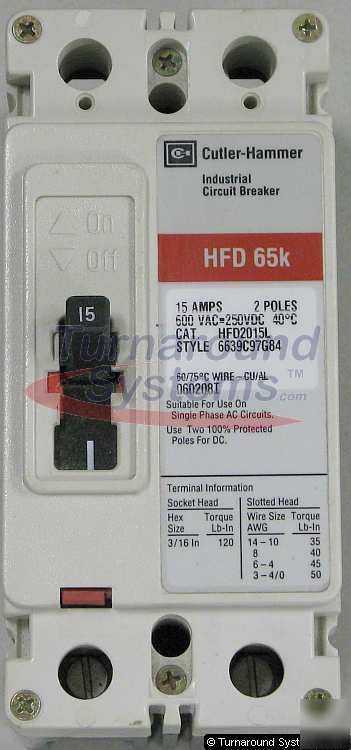 Cutler-Hammer
Industrial
Circuit Breaker
HFD 65k
On
Off
15
15 AMPS 2 POLES
600 VAC=250VDC 40°C
CAT. HFD2015L
STYLE 6639C97G84
60/75°C WIRE-CUAL
Turnaround
Systems.™
Suitable For Use On
Single Phase AC Circuits.
Use Two 100% Protected
Poles For DC.
Terminal Information
Socket Head Slotted Head
Hex Torque Wire Size Torque
Size Lb-In AWG Lb-In
3/16 In 120 14-10 35
8 40
6-4 45
3-4/0 50
© Turnaround Syst